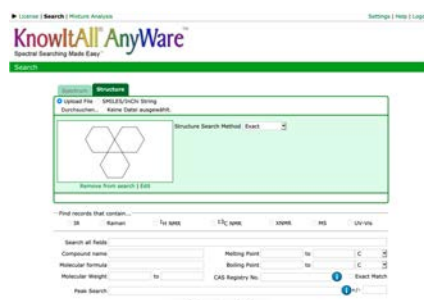 ► License | Search | Mixture Analysis
Settings | Help | Logo
KnowItAll AnyWare
Spectral Searching Made Easy
Search
Spectrum Structure
Upload File SMILES/InChI String
Durchsuchen... Keine Datei ausgewählt.
Structure Search Method Exact
Remove from search | Edit
Find records that contain...
IR Raman 1H NMR 13C NMR XNMR MS UV-Vis
Search all fields
Compound name Melting Point to C
Molecular formula Boiling Point to C
Molecular Weight to CAS Registry No. i Exact Match
Peak Search i +/-